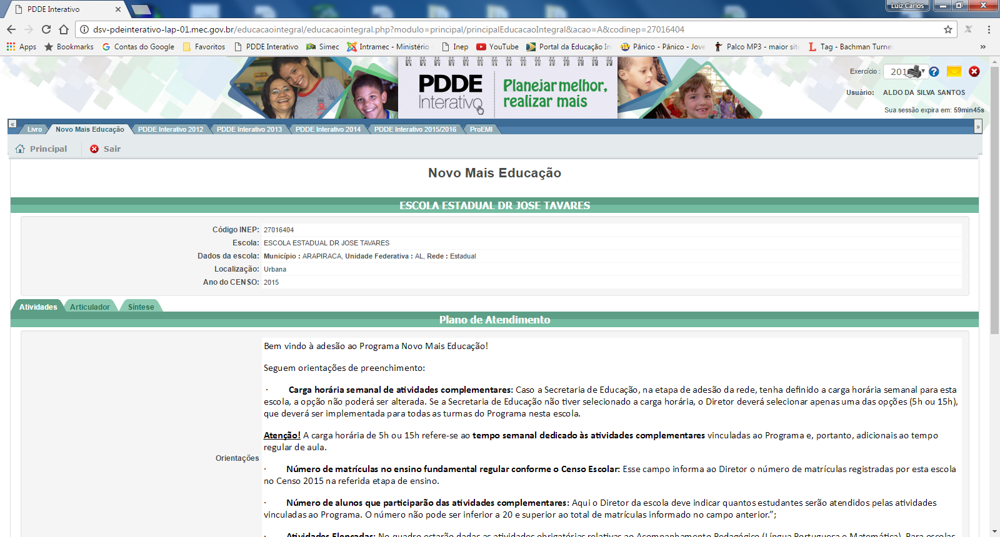 PDDE Interativo
Luiz Carlos
dsv-pdeinterativo-lap-01.mec.gov.br/educacaointegral/educacaointegral.php?modulo=principal/principalEducacaoIntegral&acao=A&codinep=27016404
Apps Bookmarks Contas do Google Favoritos PDDE Interativo Simec Intramec - Ministério Inep YouTube Portal da Educação In Pânico - Pânico - Jove Palco MP3 - maior site Tag - Bachman Turner »
PDDE
Interativo
Planejar melhor,
realizar mais
Exercício : 201
Usuário: ALDO DA SILVA SANTOS
Sua sessão expira em: 59min45s
« Livro Novo Mais Educação PDDE Interativo 2012 PDDE Interativo 2013 PDDE Interativo 2014 PDDE Interativo 2015/2016 ProEMI »
Principal Sair
Novo Mais Educação
ESCOLA ESTADUAL DR JOSE TAVARES
Código INEP: 27016404
Escola: ESCOLA ESTADUAL DR JOSE TAVARES
Dados da escola: Município : ARAPIRACA, Unidade Federativa : AL, Rede : Estadual
Localização: Urbana
Ano do CENSO: 2015
Atividades Articulador Síntese
Plano de Atendimento
Orientações
Bem vindo à adesão ao Programa Novo Mais Educação!
Seguem orientações de preenchimento:
· Carga horária semanal de atividades complementares: Caso a Secretaria de Educação, na etapa de adesão da rede, tenha definido a carga horária semanal para esta
escola, a opção não poderá ser alterada. Se a Secretaria de Educação não tiver selecionado a carga horária, o Diretor deverá selecionar apenas uma das opções (5h ou 15h),
que deverá ser implementada para todas as turmas do Programa nesta escola.
Atenção! A carga horária de 5h ou 15h refere-se ao tempo semanal dedicado às atividades complementares vinculadas ao Programa e, portanto, adicionais ao tempo
regular de aula.
· Número de matrículas no ensino fundamental regular conforme o Censo Escolar: Esse campo informa ao Diretor o número de matrículas registradas por esta escola
no Censo 2015 na referida etapa de ensino.
· Número de alunos que participarão das atividades complementares: Aqui o Diretor da escola deve indicar quantos estudantes serão atendidos pelas atividades
vinculadas ao Programa. O número não pode ser inferior a 20 e superior ao total de matrículas informado no campo anterior.”;
· Atividades Elencadas: No quadro estarão dadas as atividades obrigatórias relativas ao Acompanhamento Pedagógico (Língua Portuguesa e Matemática). Para escolas